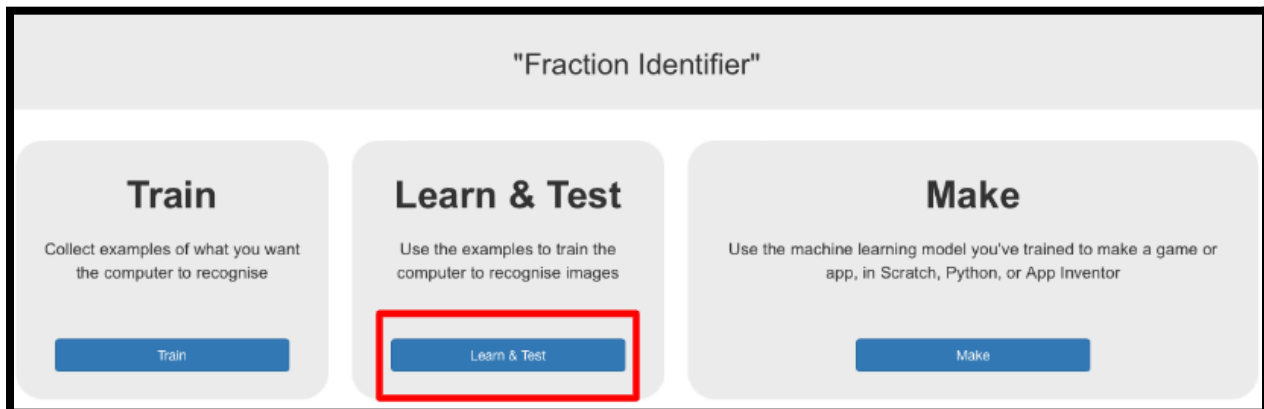 "Fraction Identifier"
Train
Collect examples of what you want
the computer to recognise
Train
Learn & Test
Use the examples to train the
computer to recognise images
Learn & Test
Make
Use the machine learning model you've trained to make a game or
app, in Scratch, Python, or App Inventor
Make